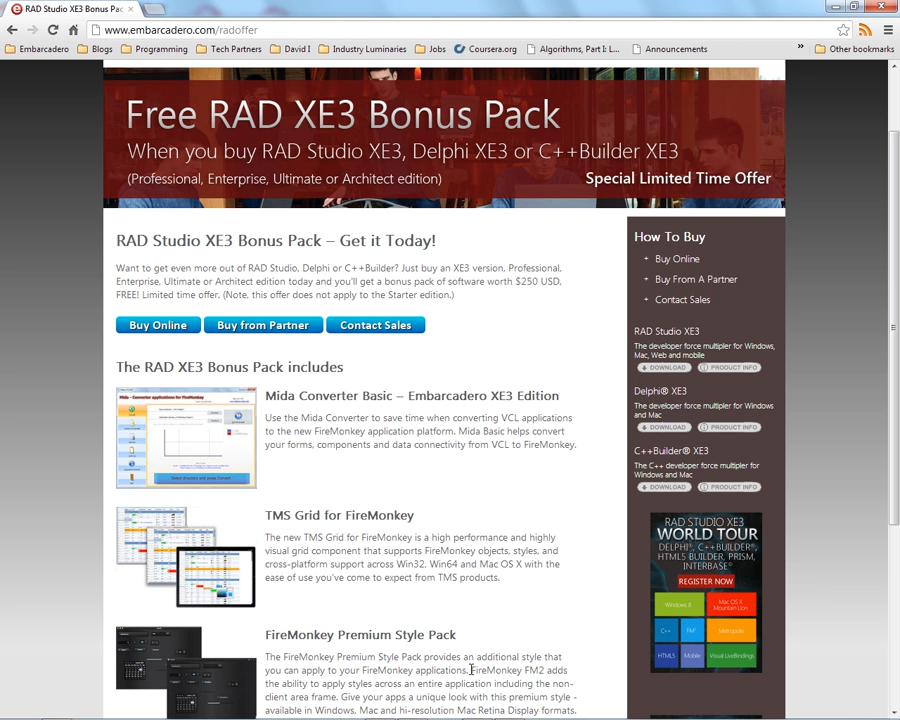 RAD Studio XE3 Bonus Pac
www.embarcadero.com/radoffer
Embarcadero
Blogs
Programming
Tech Partners
David I
Industry Luminaries
Jobs
Coursera.org
Algorithms, Part I: L...
Announcements
»
Other bookmarks
Free RAD XE3 Bonus Pack
When you buy RAD Studio XE3, Delphi XE3 or C++Builder XE3
(Professional, Enterprise, Ultimate or Architect edition)
Special Limited Time Offer
RAD Studio XE3 Bonus Pack – Get it Today!
Want to get even more out of RAD Studio, Delphi or C++Builder? Just buy an XE3 version, Professional,
Enterprise, Ultimate or Architect edition today and you'll get a bonus pack of software worth $250 USD,
FREE! Limited time offer. (Note, this offer does not apply to the Starter edition.)
Buy Online
Buy from Partner
Contact Sales
The RAD XE3 Bonus Pack includes
Mida - Converter applications for FireMonkey
Mida Converter Basic – Embarcadero XE3 Edition
Use the Mida Converter to save time when converting VCL applications
to the new FireMonkey application platform. Mida Basic helps convert
your forms, components and data connectivity from VCL to FireMonkey.
TMS Grid for FireMonkey
The new TMS Grid for FireMonkey is a high performance and highly
visual grid component that supports FireMonkey objects, styles, and
cross-platform support across Win32, Win64 and Mac OS X with the
ease of use you've come to expect from TMS products.
FireMonkey Premium Style Pack
The FireMonkey Premium Style Pack provides an additional style that
you can apply to your FireMonkey applications. FireMonkey FM2 adds
the ability to apply styles across an entire application including the non-
client area frame. Give your apps a unique look with this premium style -
available in Windows, Mac and hi-resolution Mac Retina Display formats.
How To Buy
+ Buy Online
+ Buy From A Partner
+ Contact Sales
RAD Studio XE3
The developer force multipler for Windows,
Mac, Web and mobile
DOWNLOAD
PRODUCT INFO
Delphi® XE3
The developer force multipler for Windows
and Mac
DOWNLOAD
PRODUCT INFO
C++Builder® XE3
The C++ developer force multipler for
Windows and Mac
DOWNLOAD
PRODUCT INFO
RAD STUDIO XE3
WORLD TOUR
DELPHI®, C++BUILDER®,
HTML5 BUILDER, PRISM,
INTERBASE®
REGISTER NOW
Windows 8
Mac OS X
Mountain Lion
C++
FM²
Metropolis
HTML5
Mobile
Visual LiveBindings